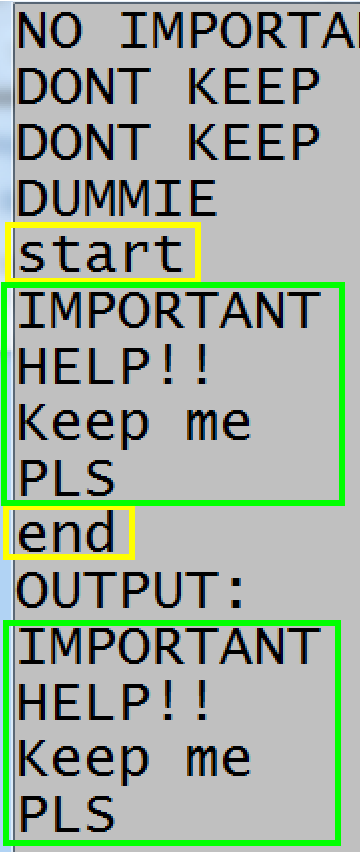 NO IMPORTA
DONT KEEP
DONT KEEP
DUMMIE
start
IMPORTANT
HELP!!
Keep me
PLS
end
OUTPUT:
IMPORTANT
HELP!!
Keep me
PLS